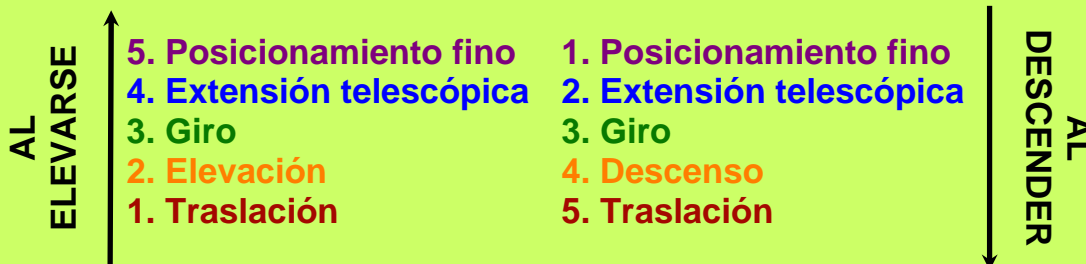 AL
ELEVARSE
5. Posicionamiento fino
4. Extensión telescópica
3. Giro
2. Elevación
1. Traslación
1. Posicionamiento fino
2. Extensión telescópica
3. Giro
4. Descenso
5. Traslación
AL
DESCENDER